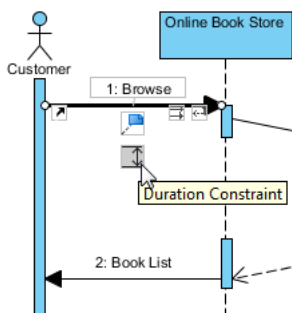 Online Book Store
Customer
1: Browse
Duration Constraint
2: Book List